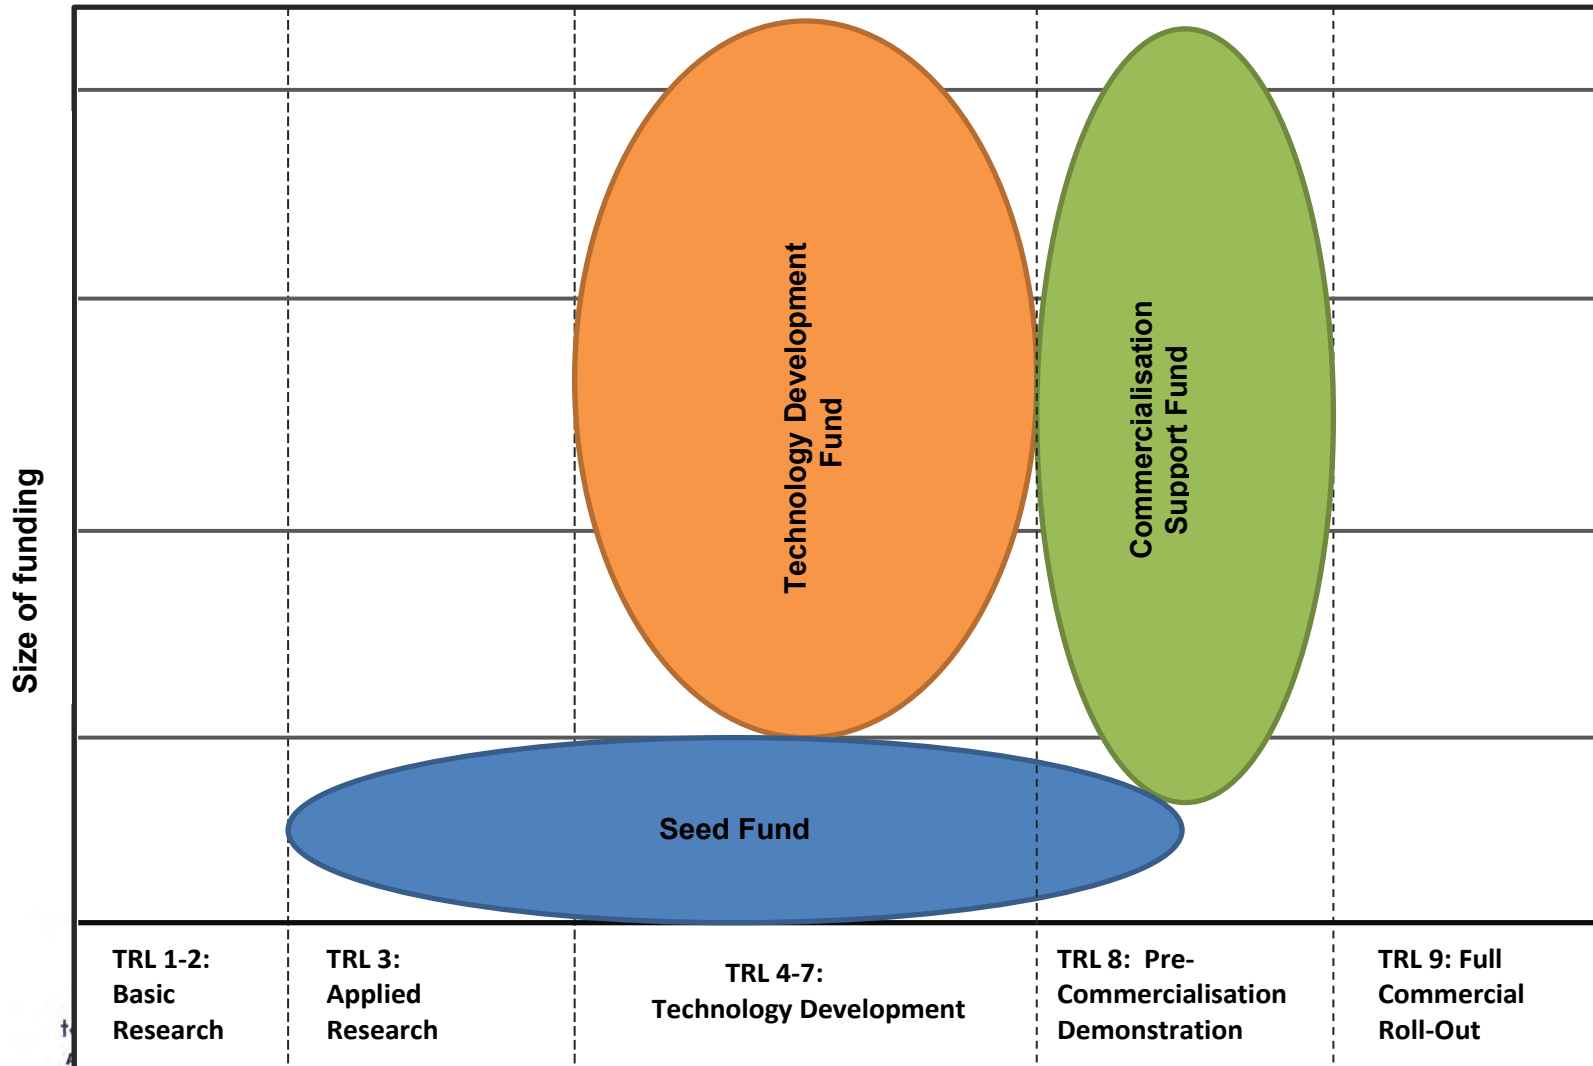 Size of funding
Technology Development
Fund
Commercialisation
Support Fund
Seed Fund
TRL 1-2:
Basic
Research
TRL 3:
Applied
Research
TRL 4-7:
Technology Development
TRL 8:  Pre-
Commercialisation
Demonstration
TRL 9: Full
Commercial
Roll-Out